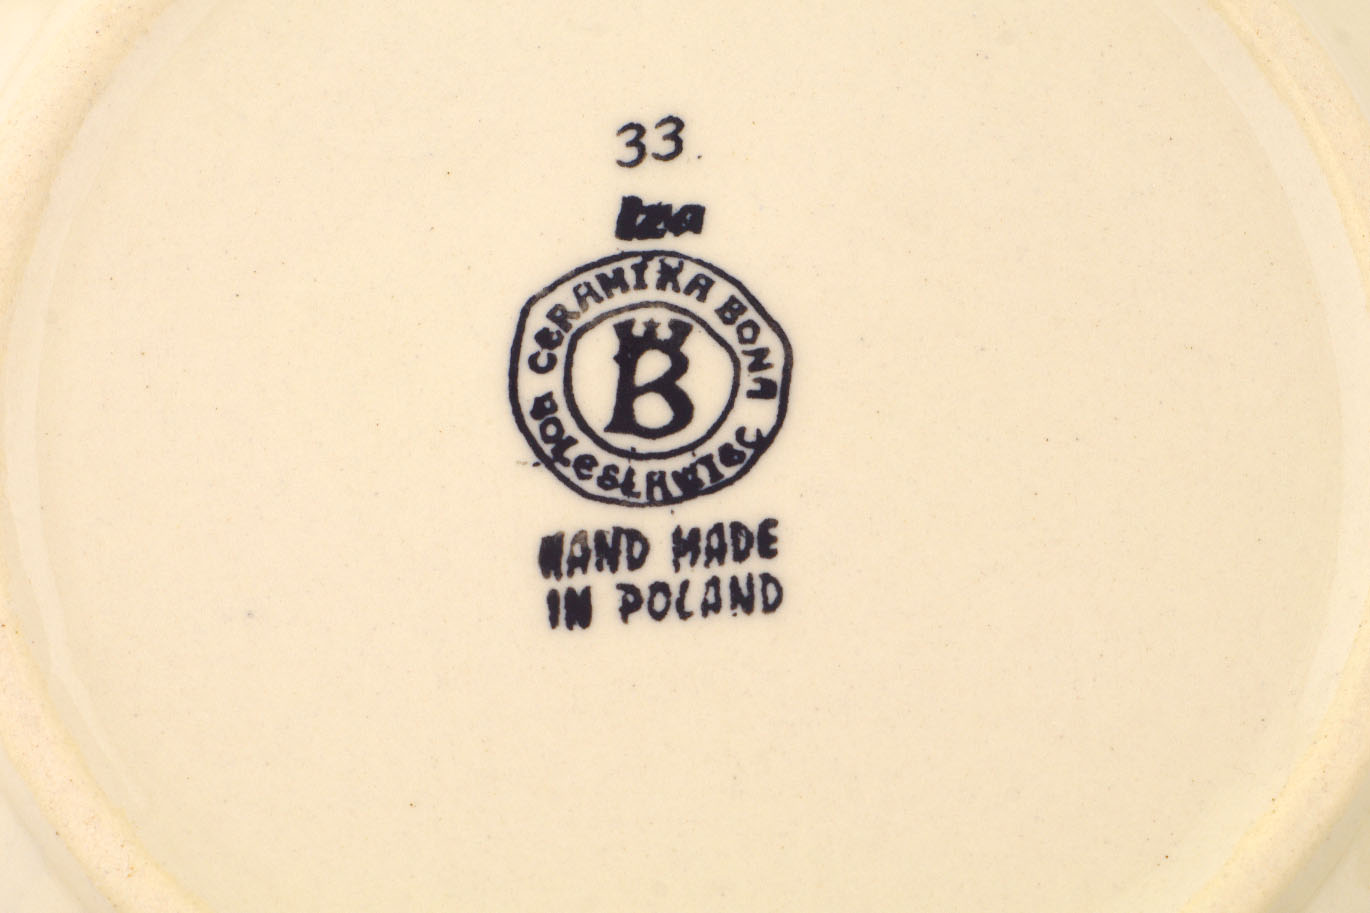 33
Iza
CERAMIKA BONA
B
BOLESŁAWIEC
HAND MADE
IN POLAND